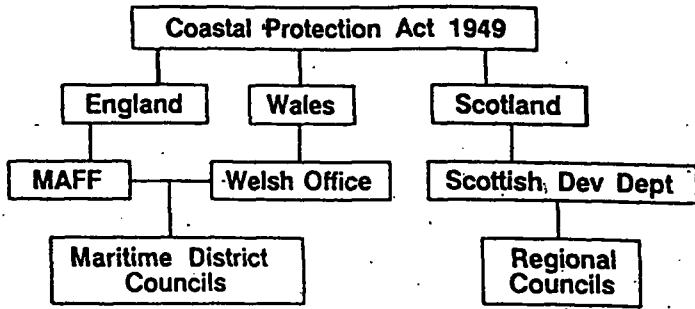 Coastal Protection Act 1949
England
Wales
Scotland
MAFF
Welsh Office
Scottish Dev Dept
Maritime District
Councils
Regional
Councils